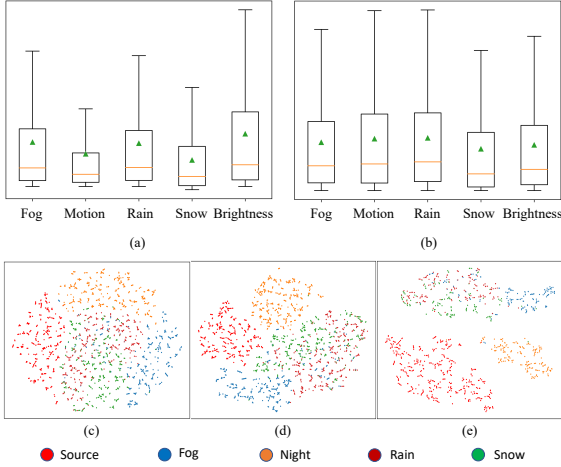 Fog Motion Rain Snow Brightness
Fog Motion Rain Snow Brightness
(a)
(b)
(c)
(d)
(e)
Source Fog Night Rain Snow